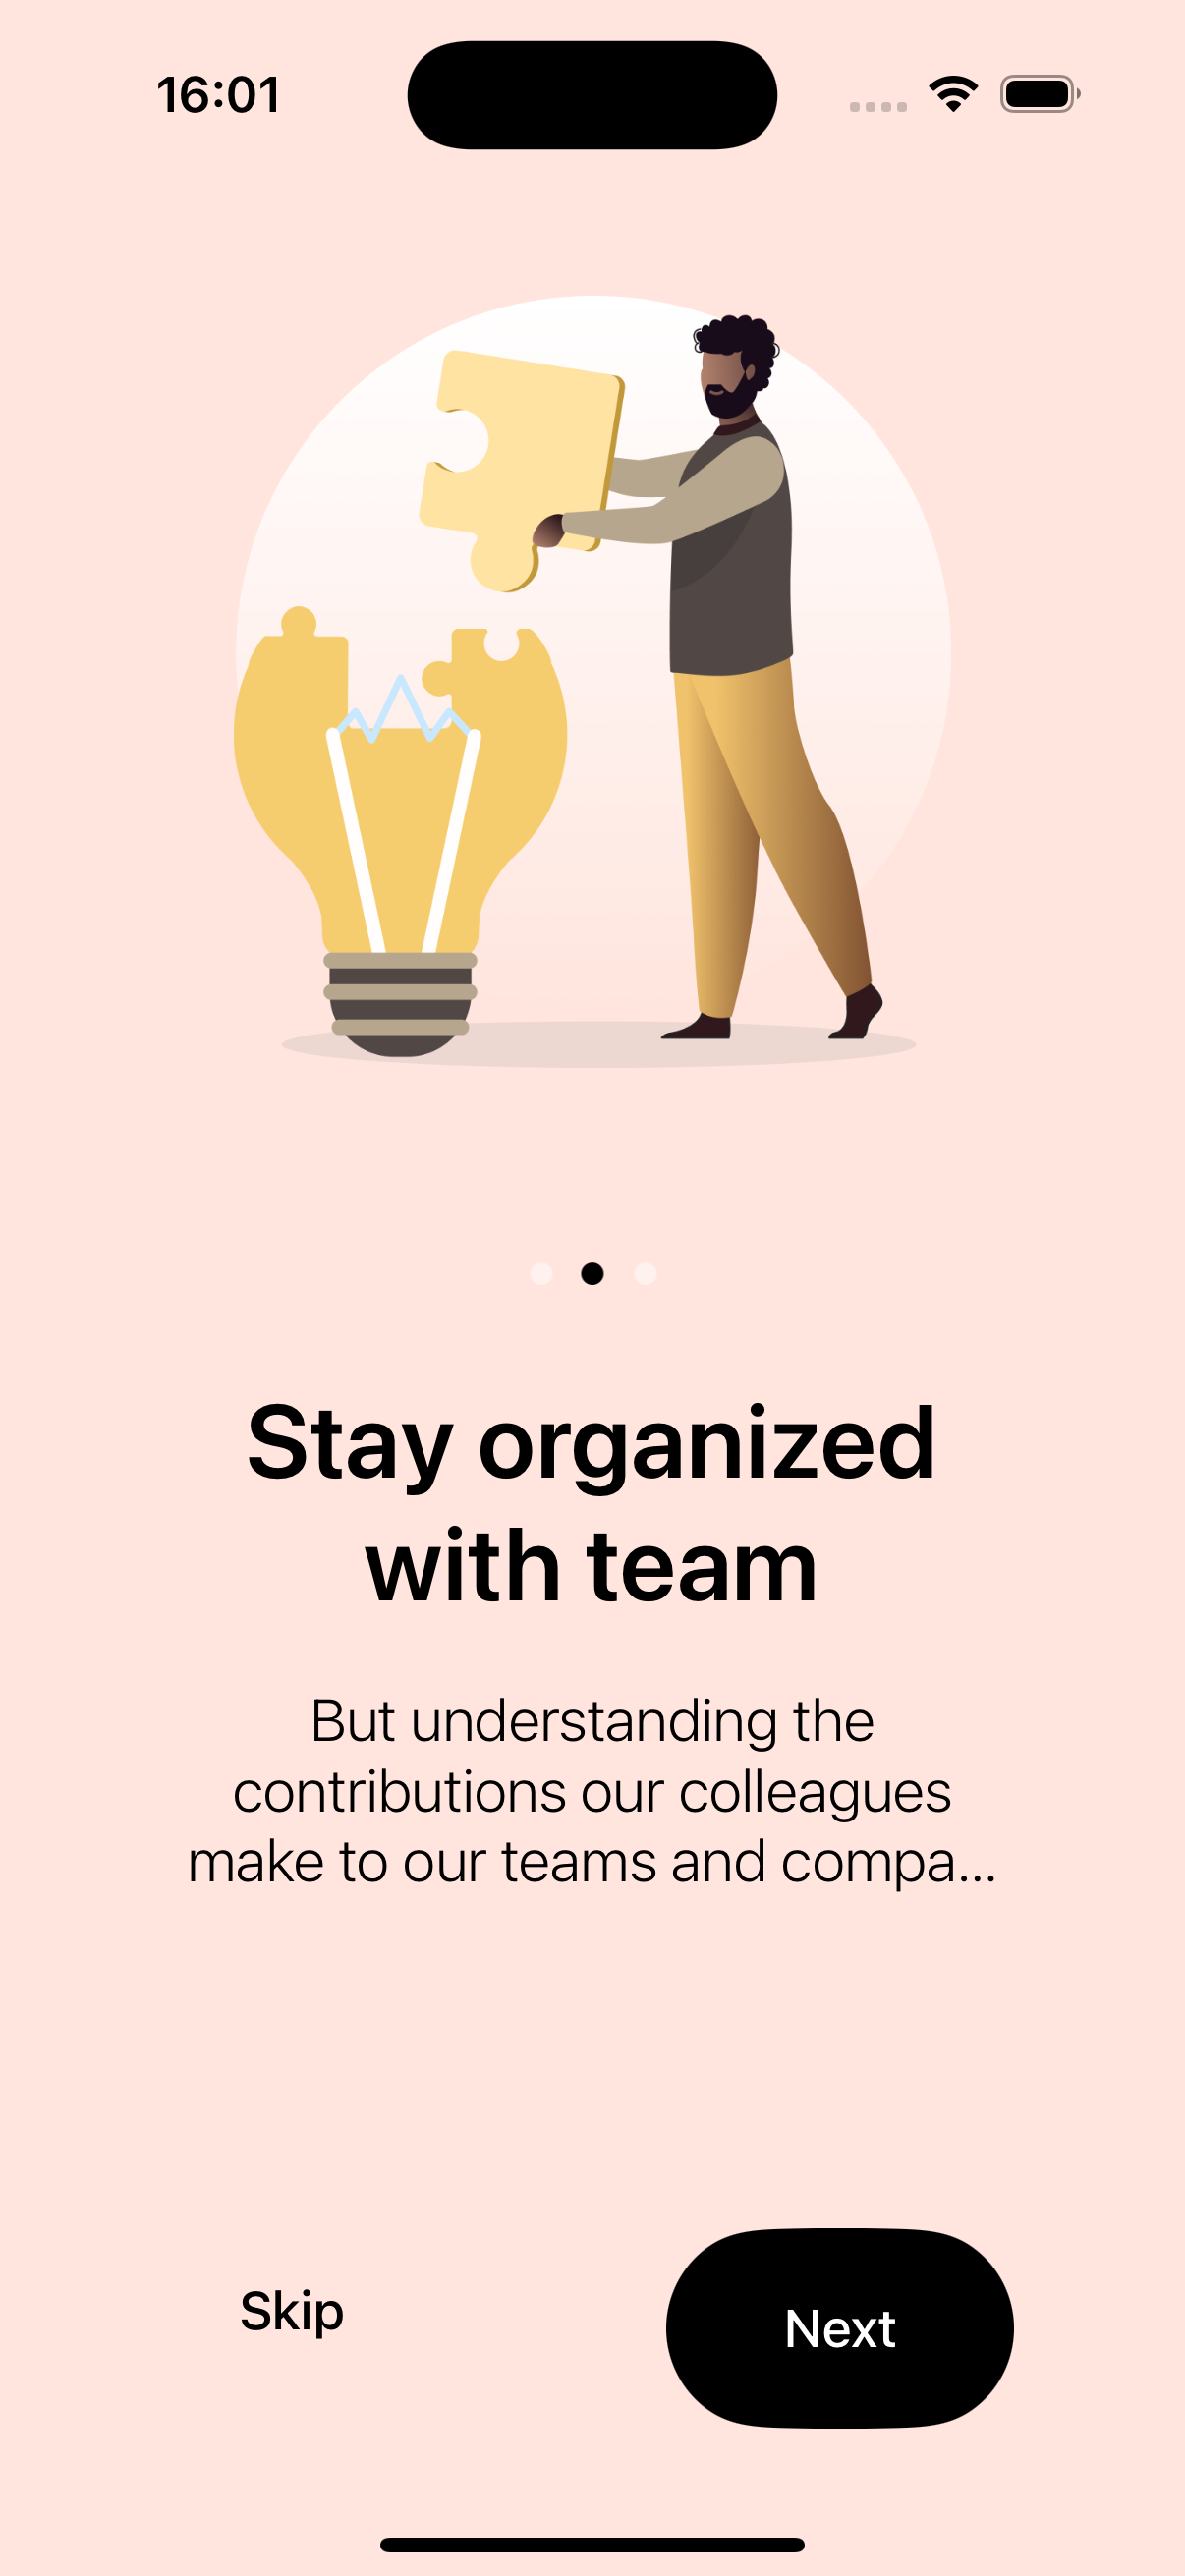 16:01
Stay organized
with team
But understanding the
contributions our colleagues
make to our teams and compa...
Skip
Next